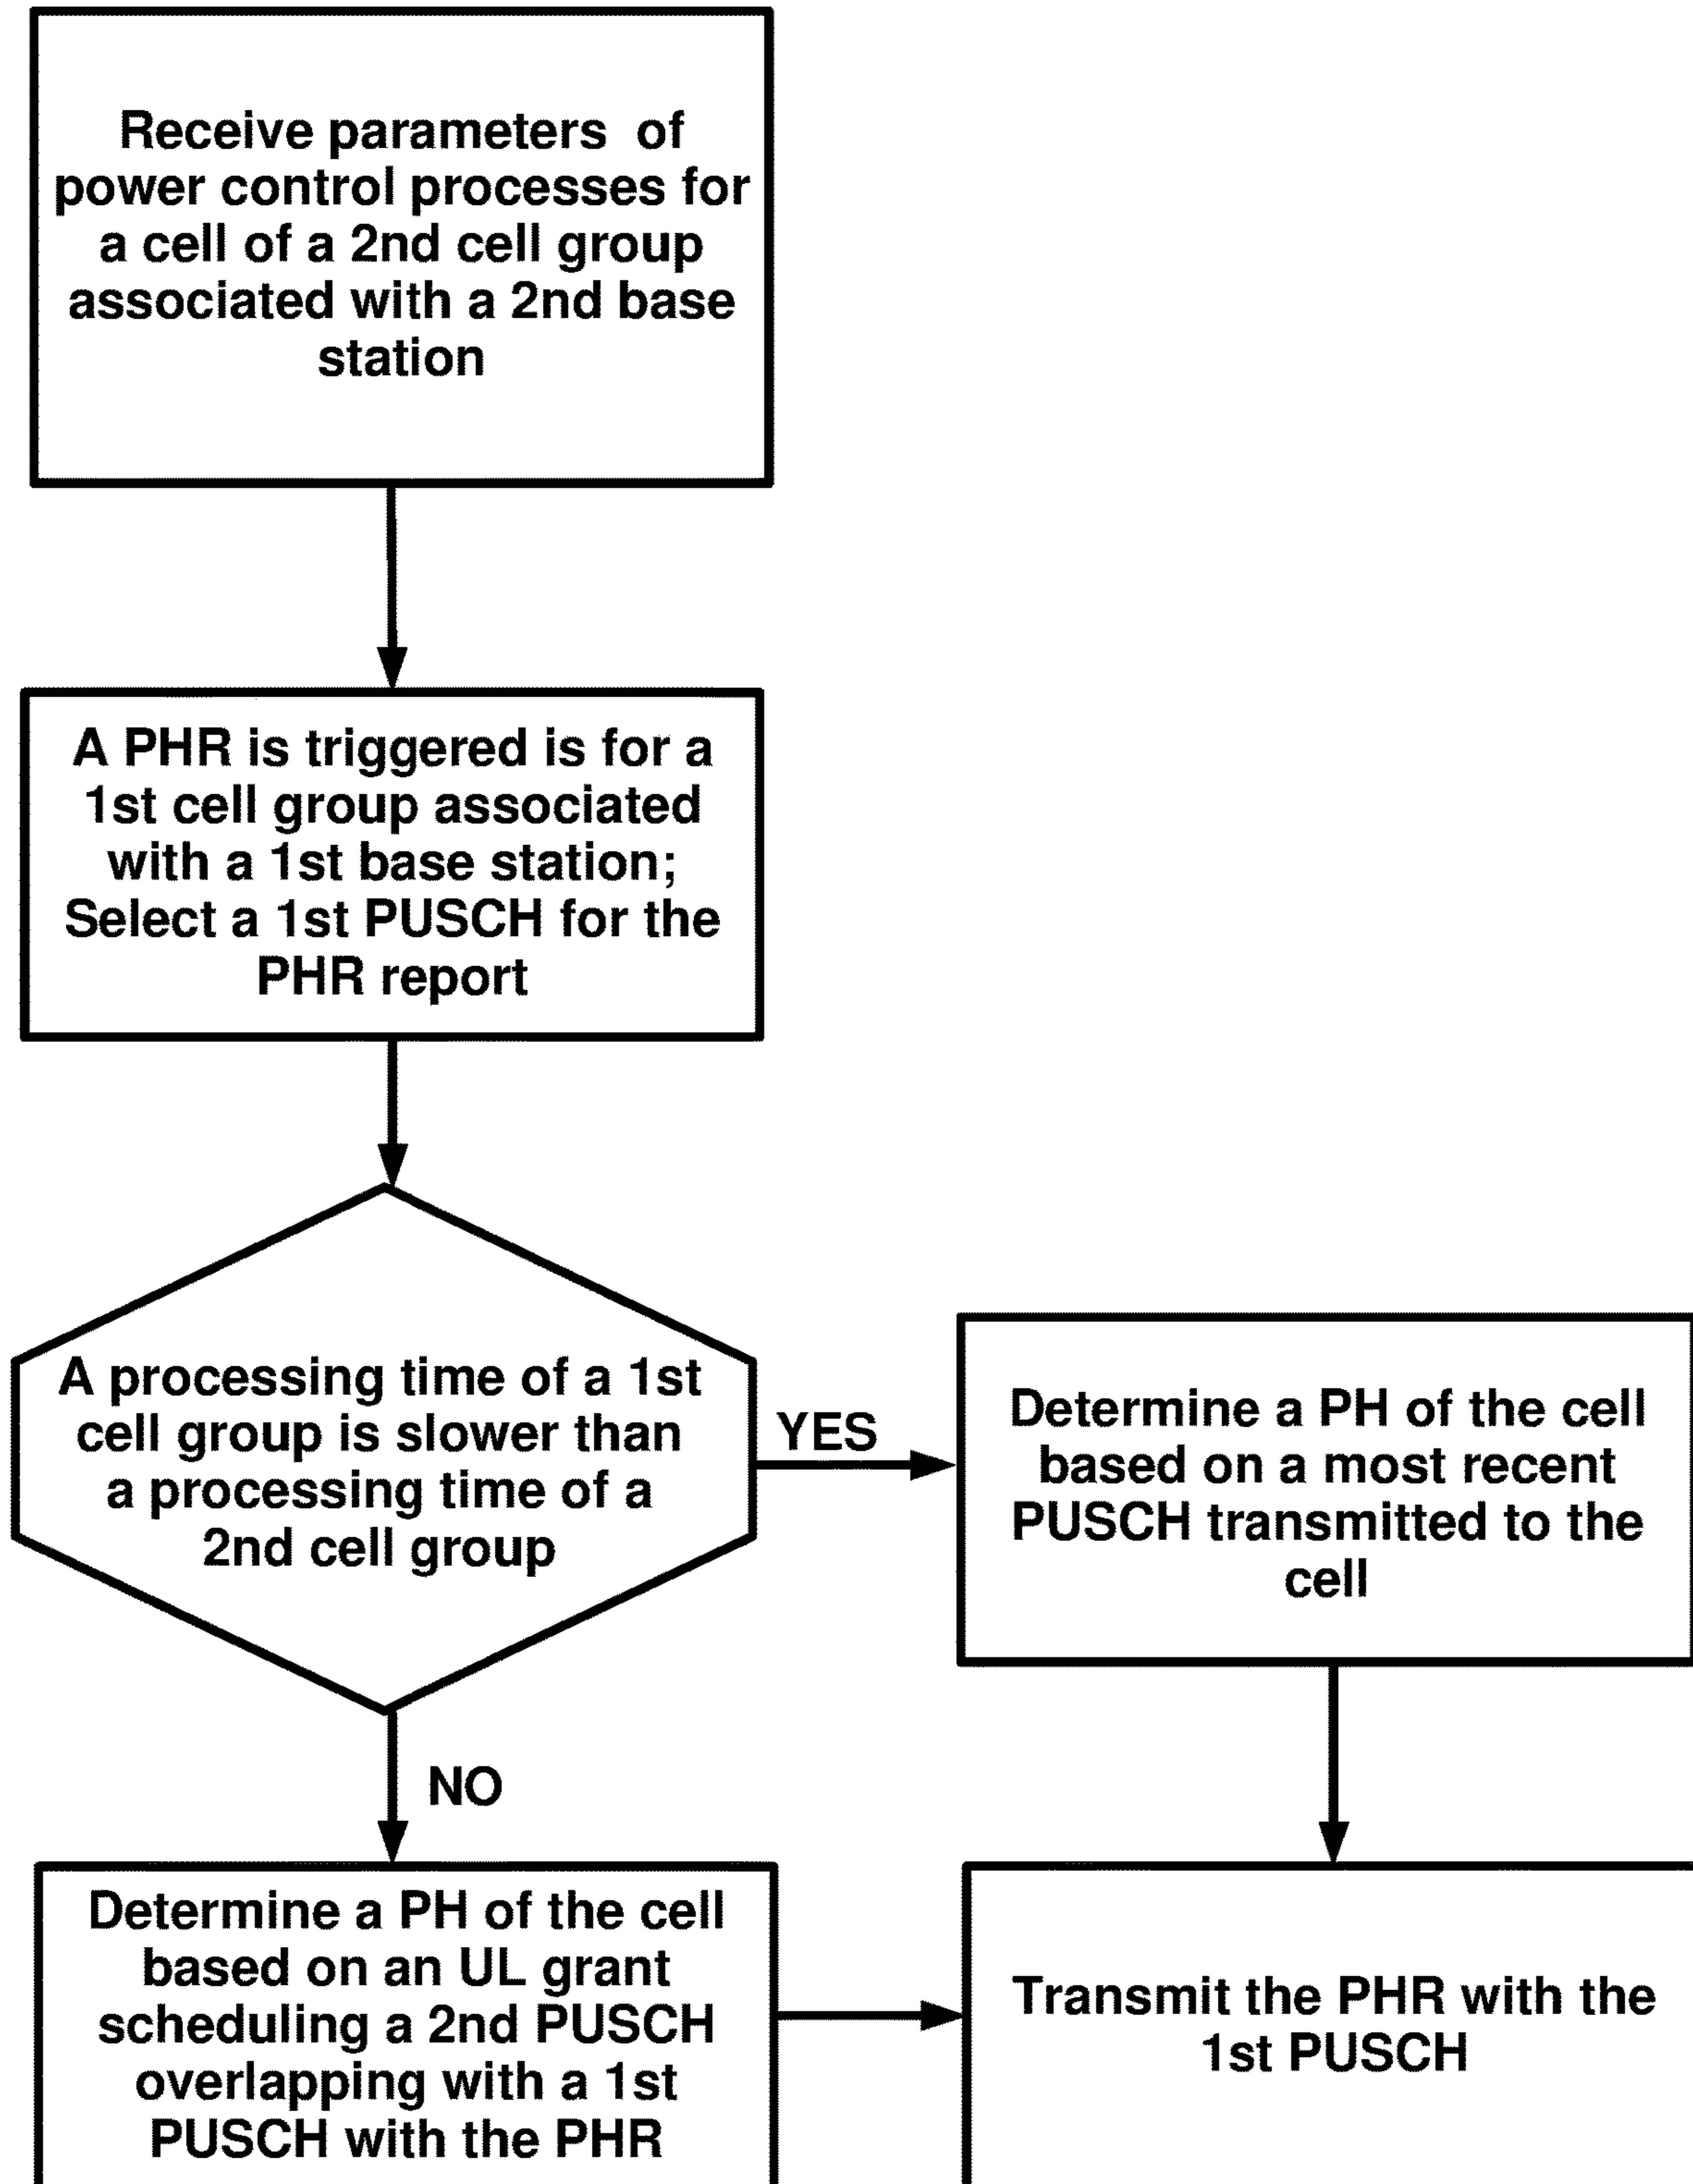 Receive parameters of
power control processes for
a cell of a 2nd cell group
associated with a 2nd base
station
A PHR is triggered is for a
1st cell group associated
with a 1st base station;
Select a 1st PUSCH for the
PHR report
A processing time of a 1st
cell group is slower than
a processing time of a
2nd cell group
YES
Determine a PH of the cell
based on a most recent
PUSCH transmitted to the
cell
NO
Determine a PH of the cell
based on an UL grant
scheduling a 2nd PUSCH
overlapping with a 1st
PUSCH with the PHR
Transmit the PHR with the
1st PUSCH